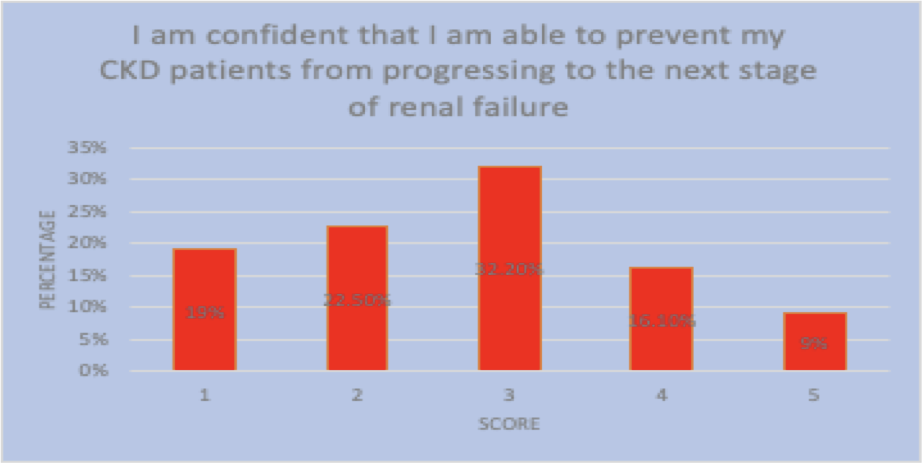 I am confident that I am able to prevent my
CKD patients from progressing to the next stage
of renal failure
35%
30%
25%
20%
15%
10%
5%
0%
PERCENTAGE
19%
22.50%
32.20%
16.10%
9%
1 2 3 4 5
SCORE